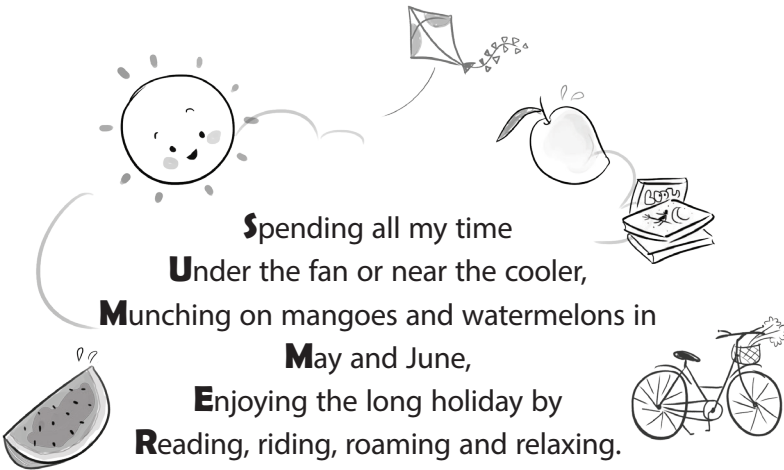 Spending all my time
Under the fan or near the cooler,
Munching on mangoes and watermelons in
May and June,
Enjoying the long holiday by
Reading, riding, roaming and relaxing.